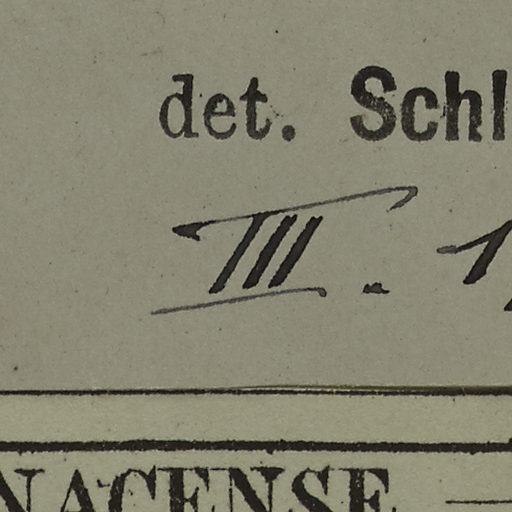 det. Schl
III. 1
NACENSE —